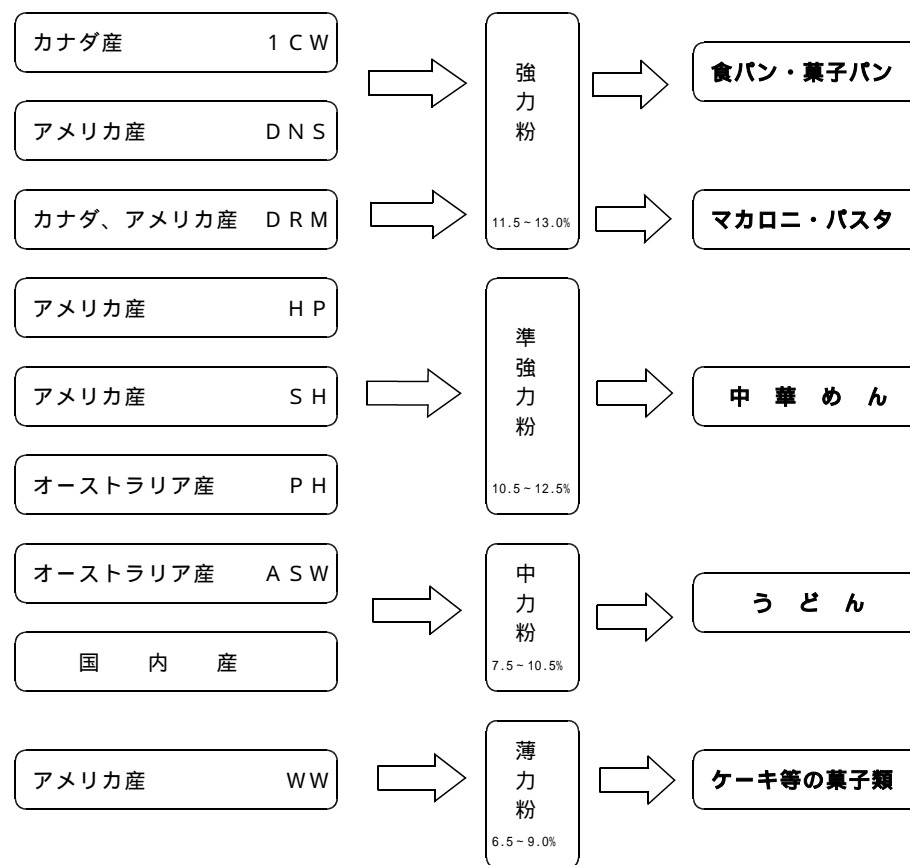 カナダ産 1CW
アメリカ産 DNS
カナダ、アメリカ産 DRM
強力粉
11.5~13.0%
食パン・菓子パン
マカロニ・パスタ
アメリカ産 HP
アメリカ産 SH
オーストラリア産 PH
準強力粉
10.5~12.5%
中華めん
オーストラリア産 ASW
国内産
中力粉
7.5~10.5%
うどん
アメリカ産 WW
薄力粉
6.5~9.0%
ケーキ等の菓子類